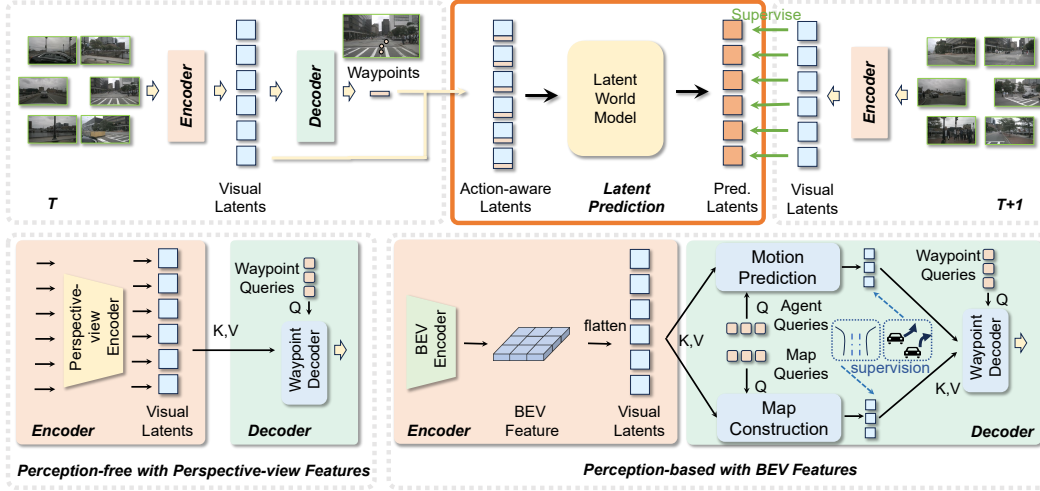 Encoder
Visual
Latents
Decoder
Waypoints
T
Action-aware
Latents
Latent
World
Model
Latent
Prediction
Supervise
Pred.
Latents
Visual
Latents
Encoder
T+1
Perspective-
view
Encoder
Visual
Latents
Encoder
K,V
Waypoint
Queries
Q
Waypoint
Decoder
Decoder
Perception-free with Perspective-view Features
BEV
Encoder
Encoder
BEV
Feature
flatten
Visual
Latents
K,V
Motion
Prediction
Q
Agent
Queries
Map
Queries
Q
Map
Construction
supervision
K,V
Waypoint
Queries
Q
Waypoint
Decoder
Decoder
Perception-based with BEV Features